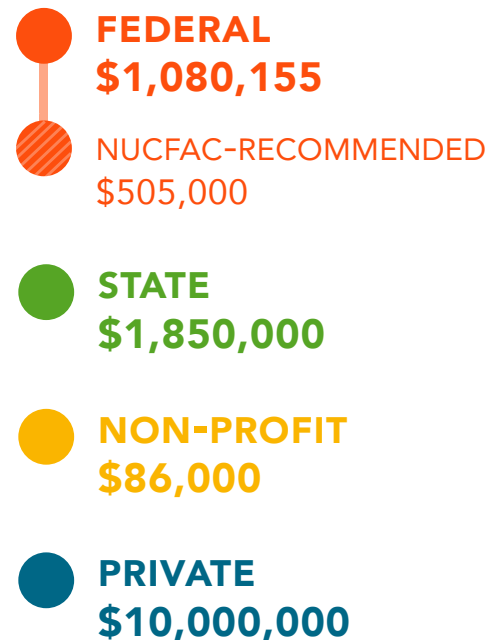 FEDERAL
$1,080,155
NUCFAC-RECOMMENDED
$505,000
STATE
$1,850,000
NON-PROFIT
$86,000
PRIVATE
$10,000,000